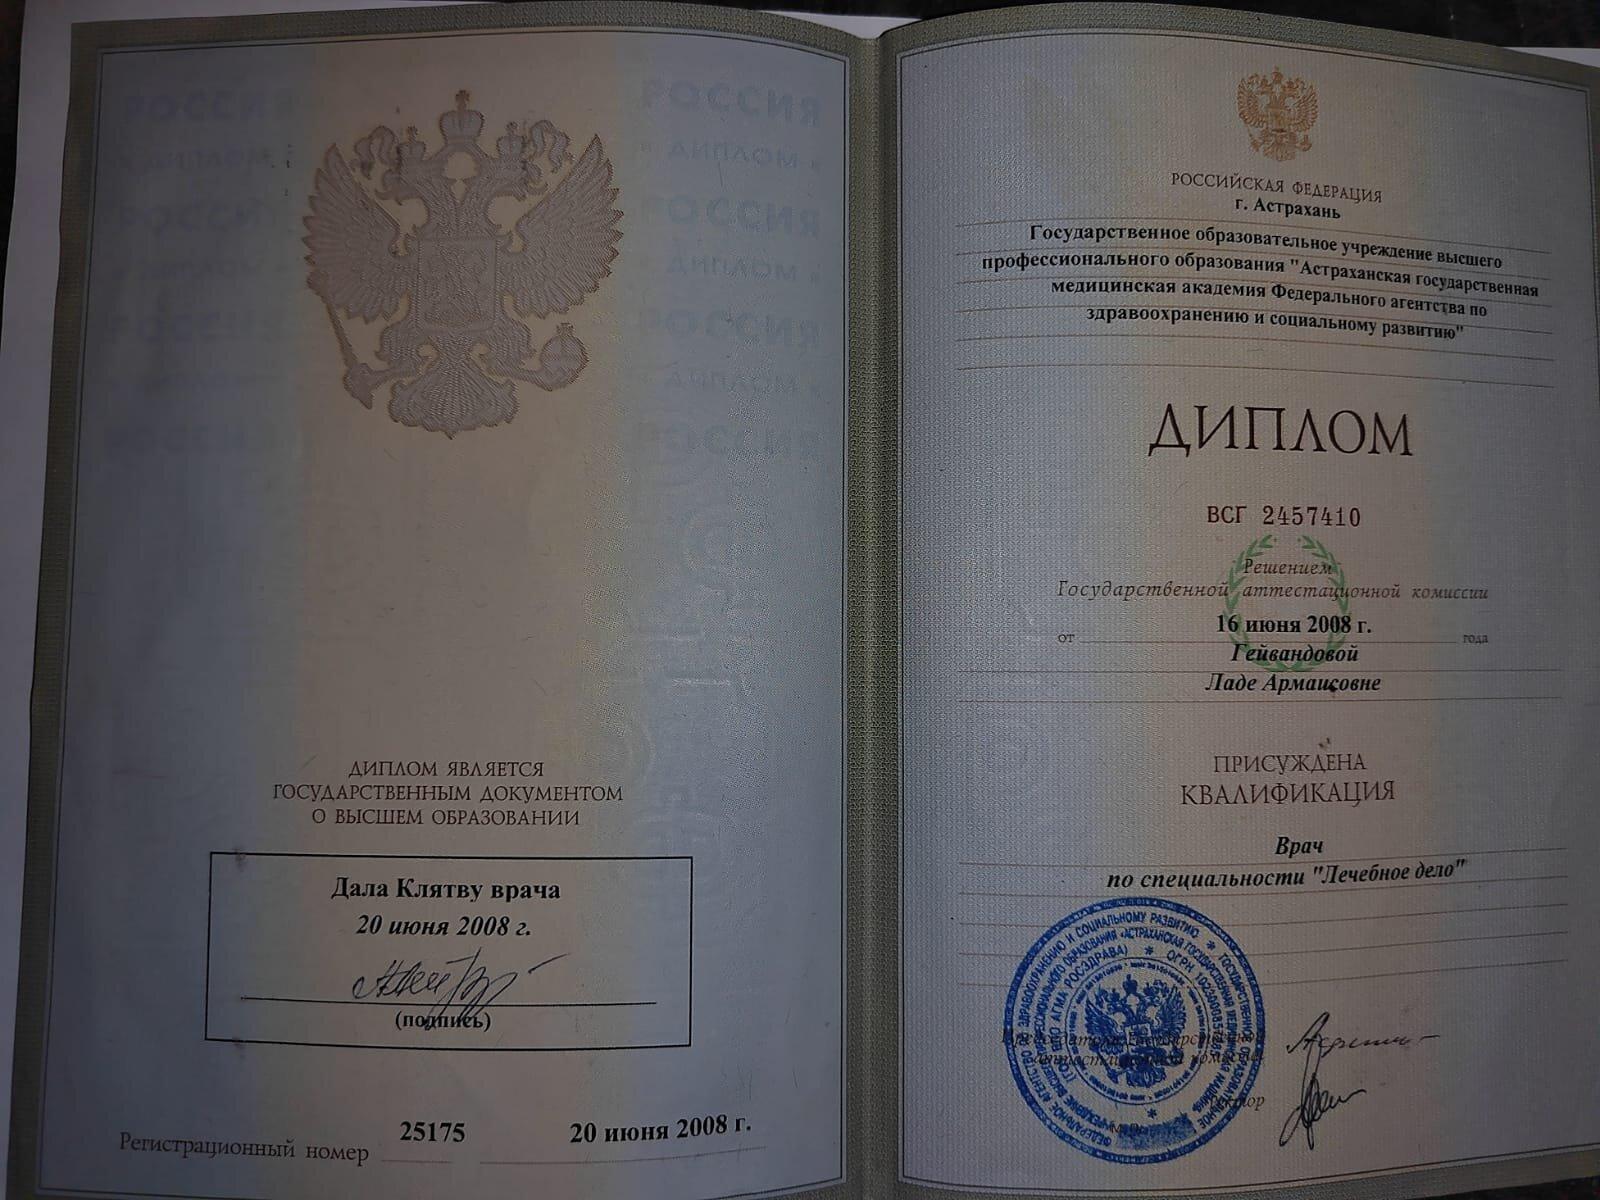 РОССИЯ
РОССИЯ
ДИПЛОМ
РОССИЯ
ДИПЛОМ
РОССИЯ
ДИПЛОМ
РОССИЯ
ДИПЛОМ ЯВЛЯЕТСЯ
ГОСУДАРСТВЕННЫМ ДОКУМЕНТОМ
О ВЫСШЕМ ОБРАЗОВАНИИ
Дала Клятву врача
20 июня 2008 г.
(подпись)
Регистрационный номер 25175 20 июня 2008 г.
РОССИЙСКАЯ ФЕДЕРАЦИЯ
г. Астрахань
Государственное образовательное учреждение высшего
профессионального образования "Астраханская государственная
медицинская академия Федерального агентства по
здравоохранению и социальному развитию"
ДИПЛОМ
ВСГ 2457410
Решением
Государственной аттестационной комиссии
от 16 июня 2008 г. года
Гейвандовой
Ладе Армаисовне
ПРИСУЖДЕНА
КВАЛИФИКАЦИЯ
Врач
по специальности "Лечебное дело"